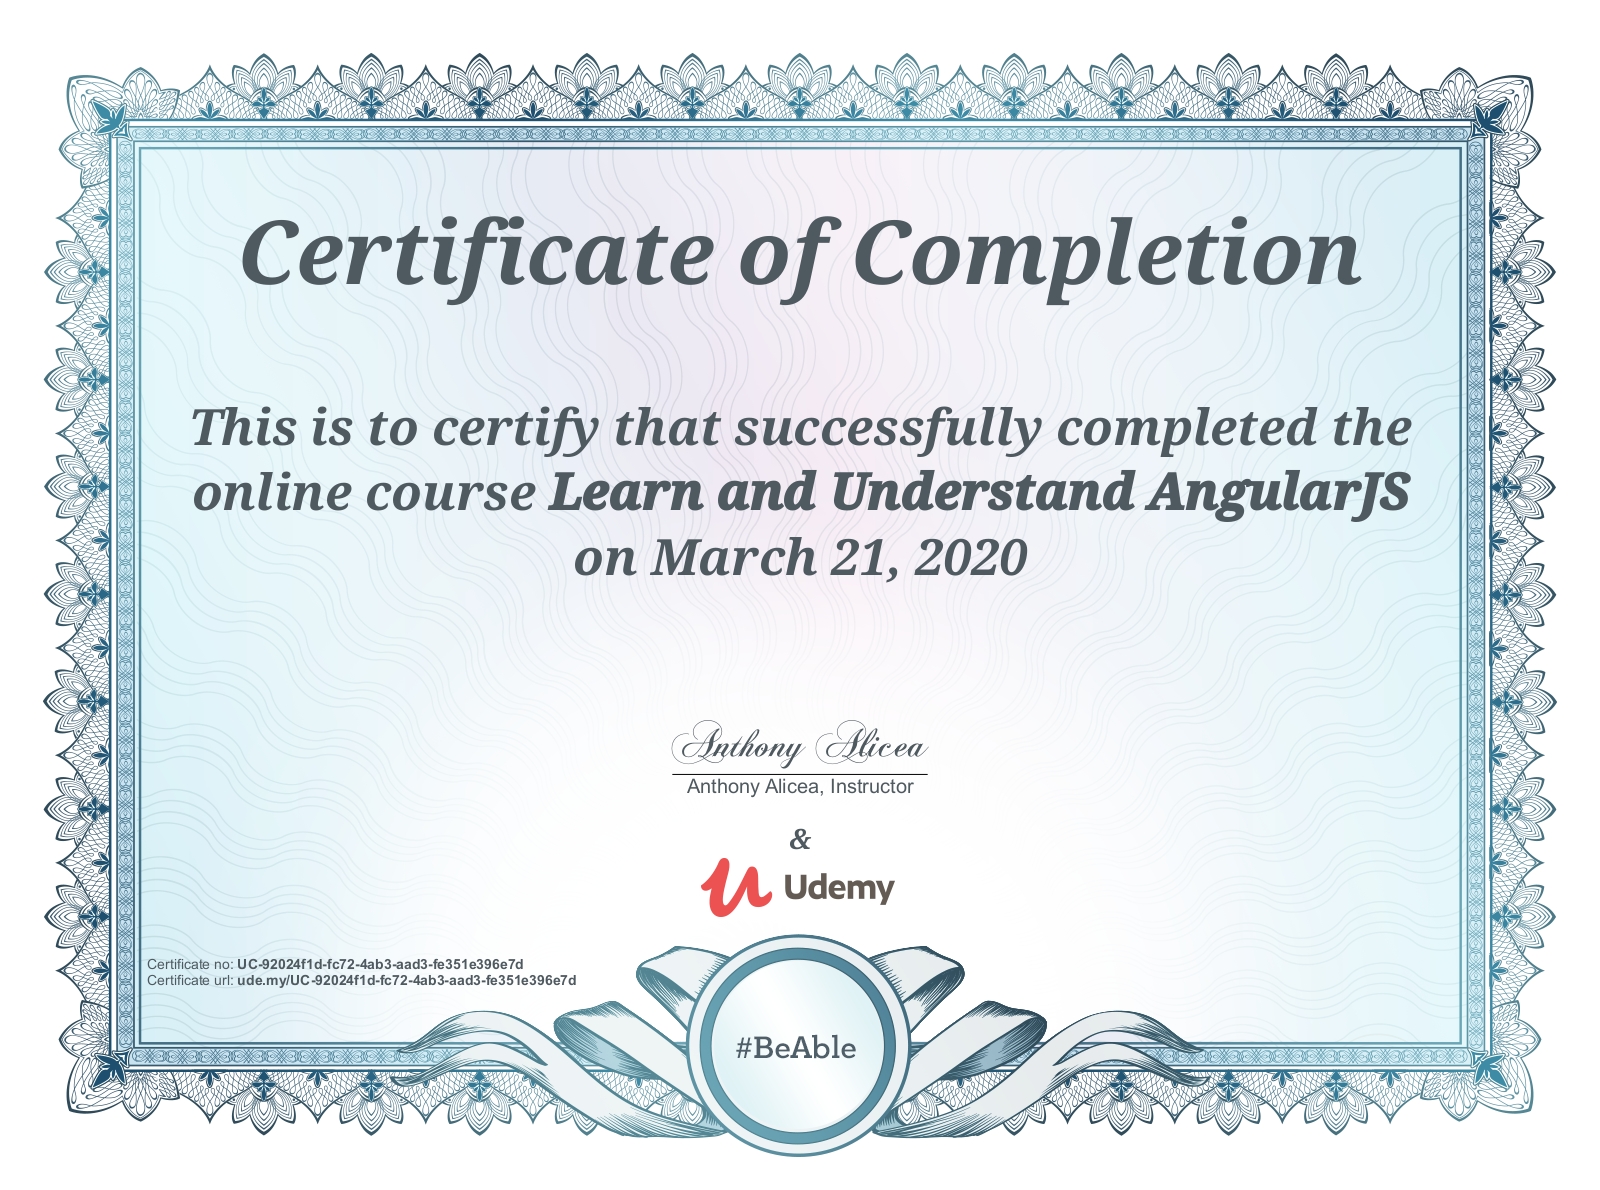 Certificate of Completion
This is to certify that successfully completed the
online course Learn and Understand AngularJS
on March 21, 2020
Anthony Alicea
Anthony Alicea, Instructor
&
Udemy
Certificate no: UC-92024f1d-fc72-4ab3-aad3-fe351e396e7d
Certificate url: ude.my/UC-92024f1d-fc72-4ab3-aad3-fe351e396e7d
#BeAble